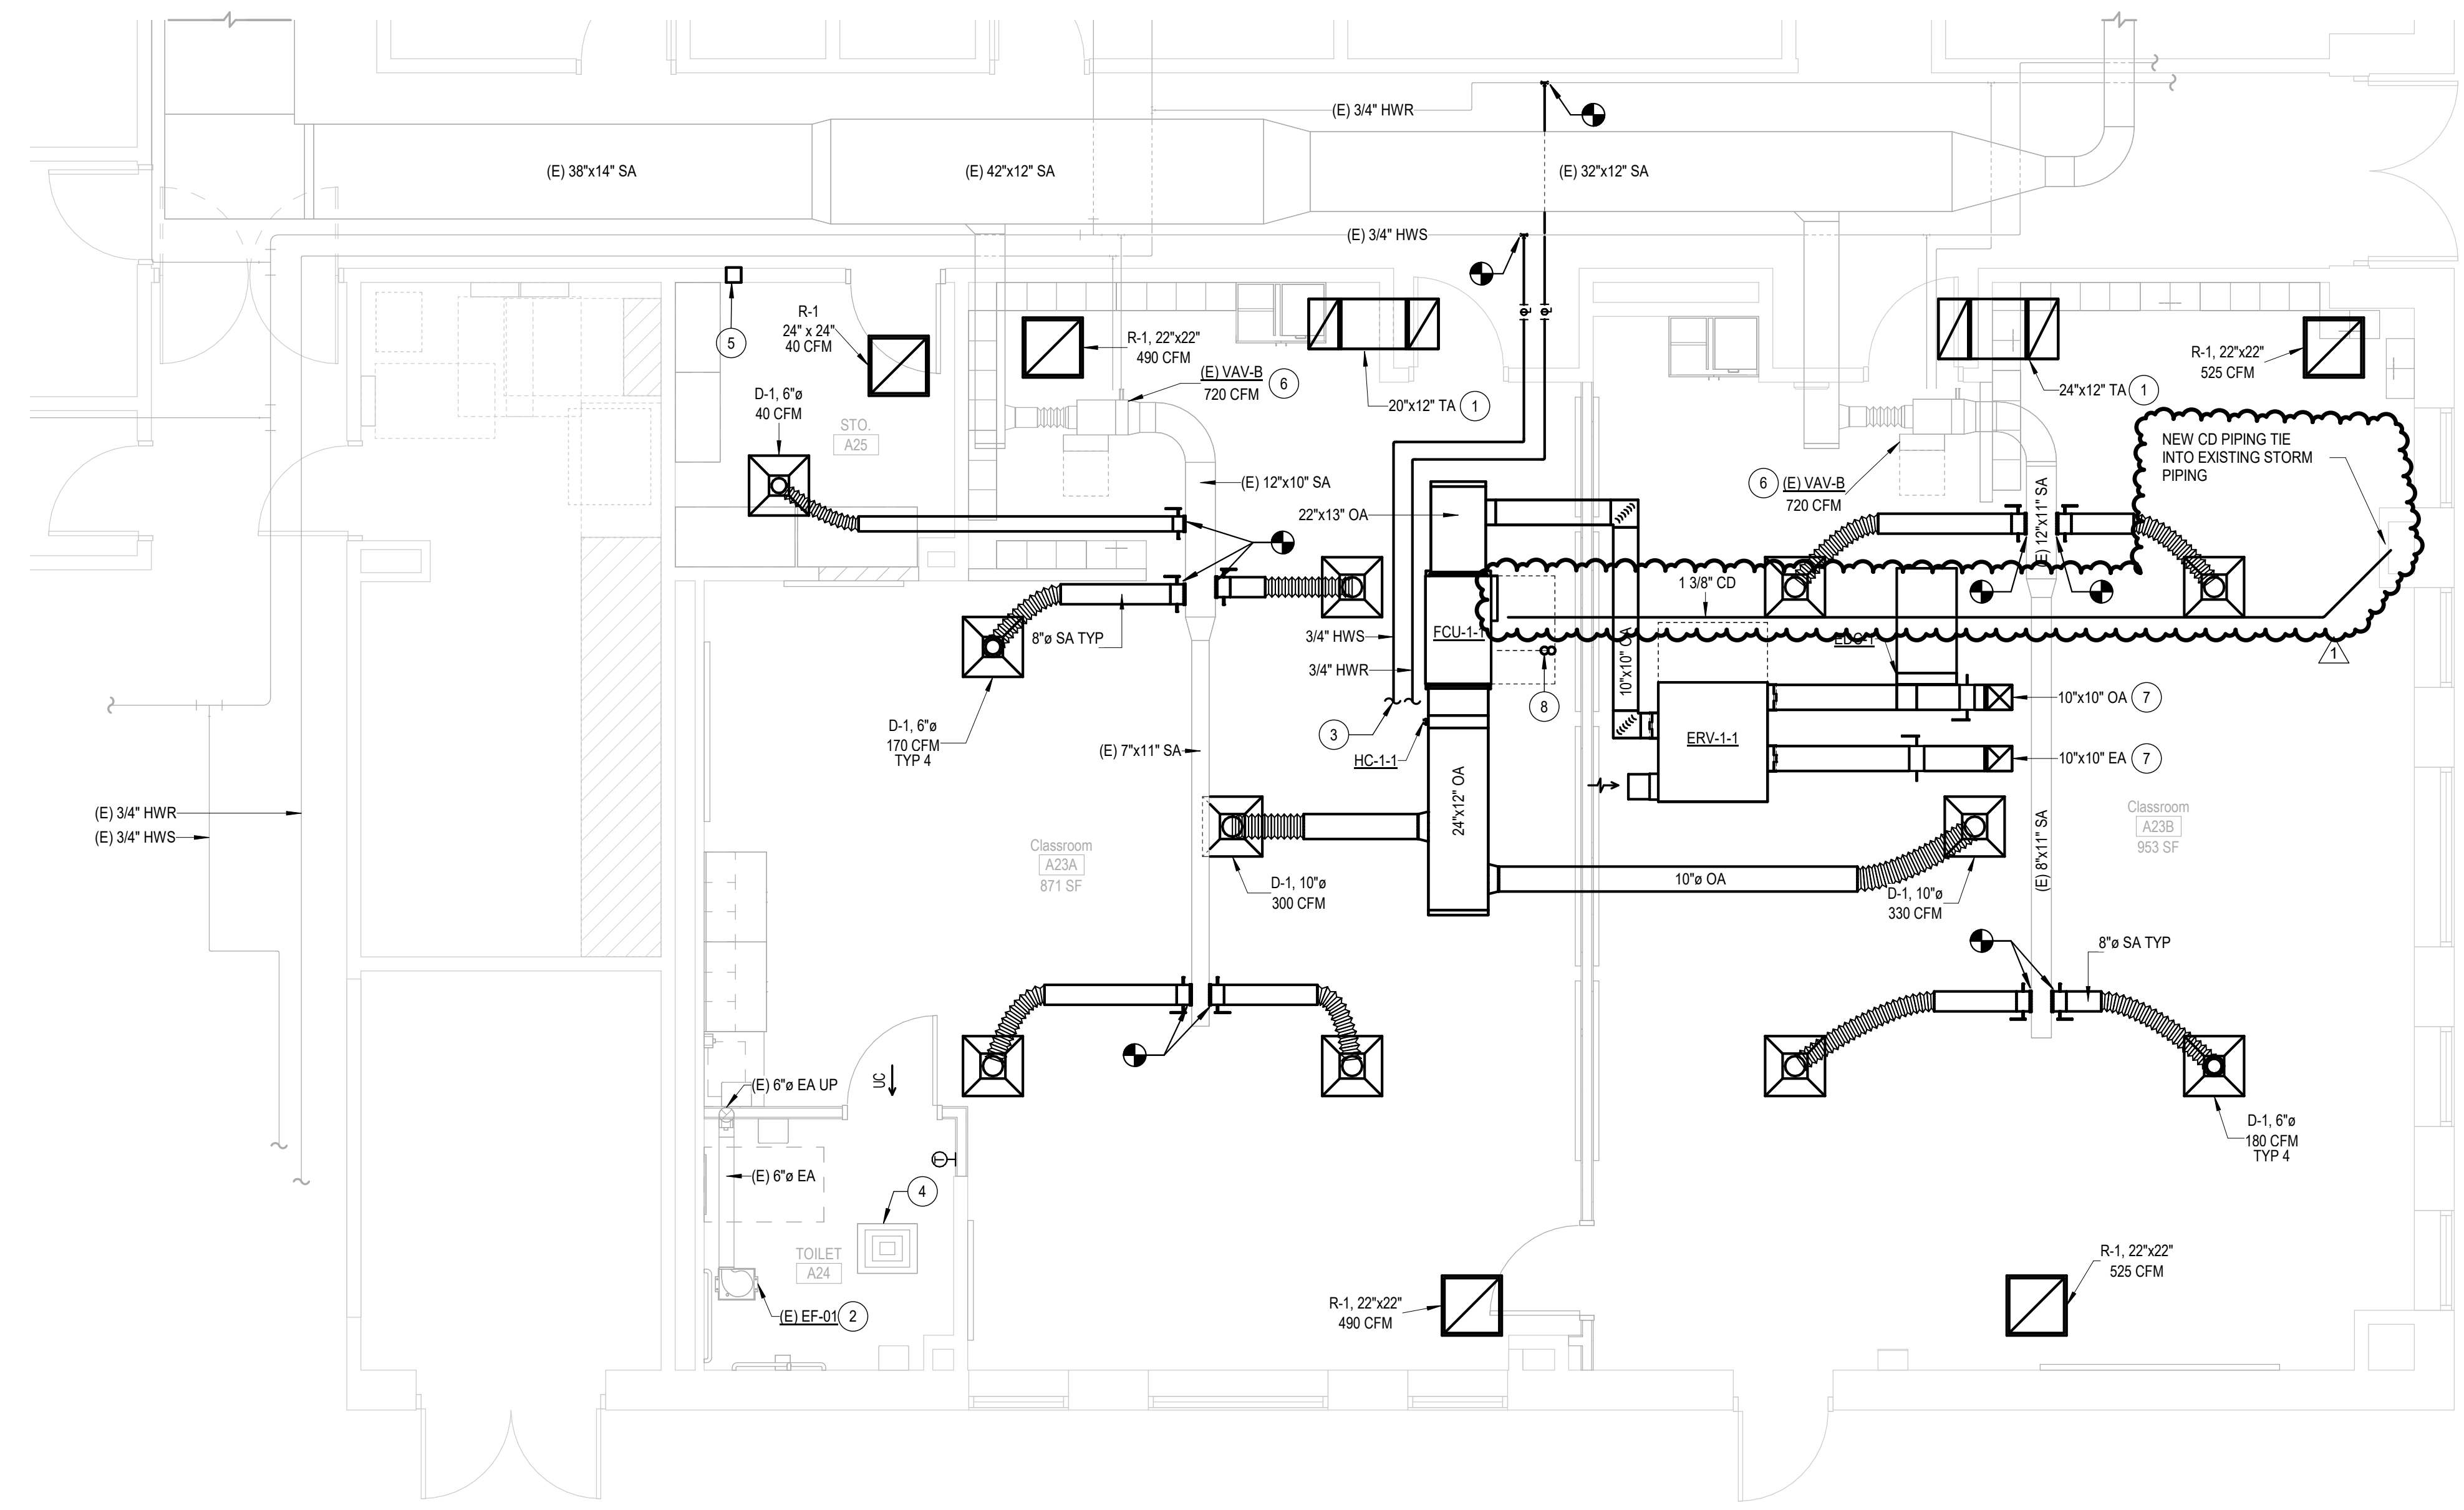 (E) 3/4" HWR
(E) 38"x14" SA
(E) 42"x12" SA
(E) 32"x12" SA
(E) 3/4" HWS
5
R-1
24" x 24"
40 CFM
R-1, 22"x22"
490 CFM
(E) VAV-B
720 CFM
6
20"x12" TA
1
24"x12" TA
1
R-1, 22"x22"
525 CFM
D-1, 6"ø
40 CFM
STO.
A25
(E) 12"x10" SA
22"x13" OA
6
(E) VAV-B
720 CFM
NEW CD PIPING TIE
INTO EXISTING STORM
PIPING
(E) 12"x11" SA
1 3/8" CD
8"ø SA TYP
3/4" HWS
3/4" HWR
FCU-1-1
10"x10" OA
EDC-1
1
8
3
HC-1-1
ERV-1-1
10"x10" OA
7
10"x10" EA
7
D-1, 6"ø
170 CFM
TYP 4
(E) 7"x11" SA
(E) 3/4" HWR
(E) 3/4" HWS
24"x12" OA
Classroom
A23A
871 SF
Classroom
A23B
953 SF
(E) 8"x11" SA
D-1, 10"ø
300 CFM
10"ø OA
D-1, 10"ø
330 CFM
8"ø SA TYP
(E) 6"ø EA UP
UC
(E) 6"ø EA
T
4
TOILET
A24
(E) EF-01
2
D-1, 6"ø
180 CFM
TYP 4
R-1, 22"x22"
490 CFM
R-1, 22"x22"
525 CFM